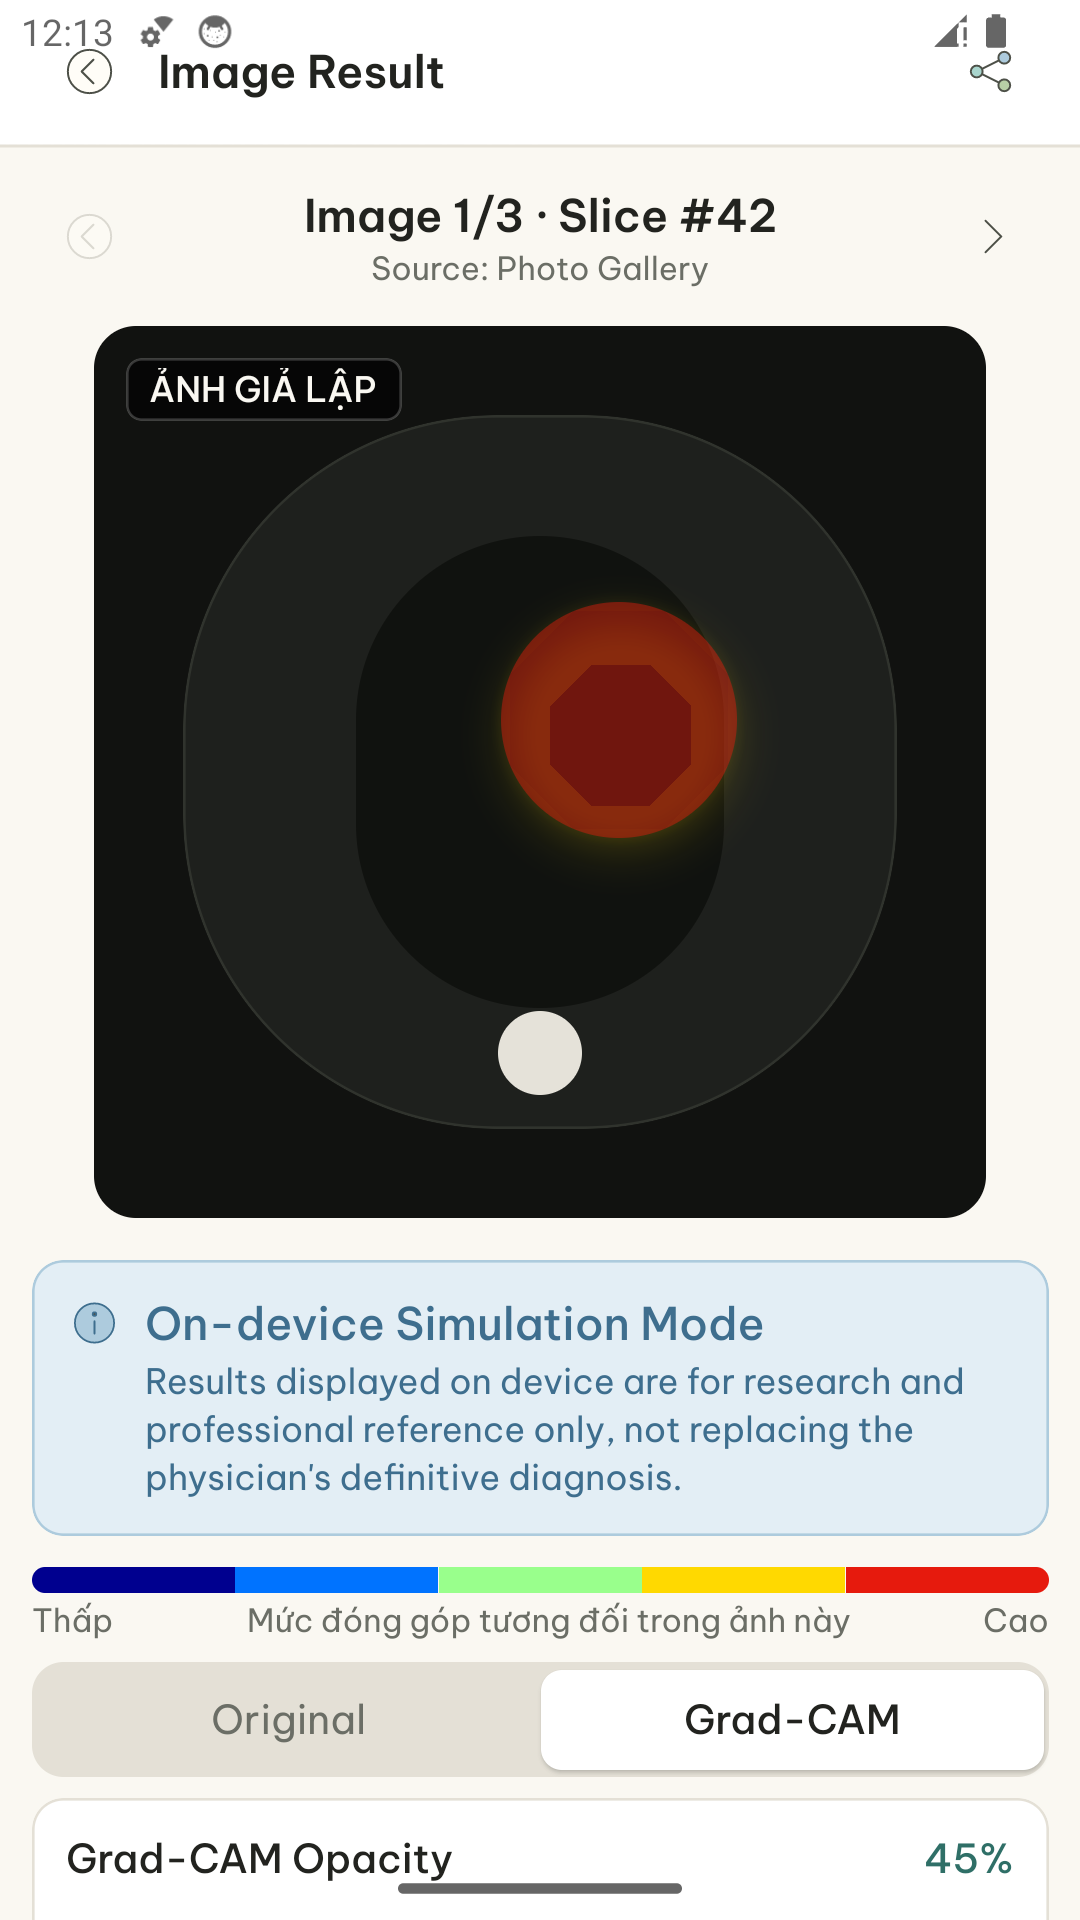 12:13
Image Result
Image 1/3 · Slice #42
Source: Photo Gallery
ẢNH GIẢ LẬP
On-device Simulation Mode
Results displayed on device are for research and
professional reference only, not replacing the
physician's definitive diagnosis.
Thấp Mức đóng góp tương đối trong ảnh này Cao
Original Grad-CAM
Grad-CAM Opacity 45%